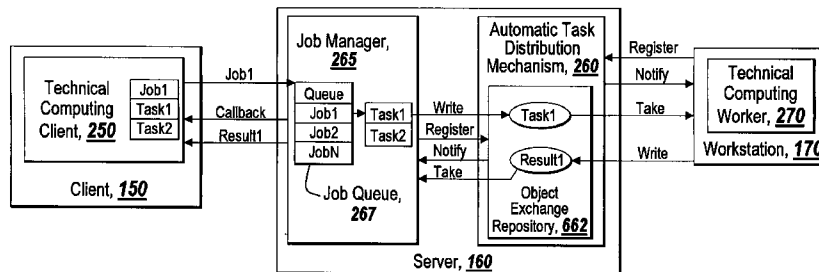 Technical
Computing
Client, 250
Job1
Task1
Task2
Client, 150
Job1
Callback
Result1
Job Manager,
265
Queue
Job1
Job2
JobN
Task1
Task2
Job Queue,
267
Write
Register
Notify
Take
Automatic Task
Distribution
Mechanism, 260
Task1
Result1
Object
Exchange
Repository, 662
Server, 160
Register
Notify
Take
Write
Technical
Computing
Worker, 270
Workstation, 170